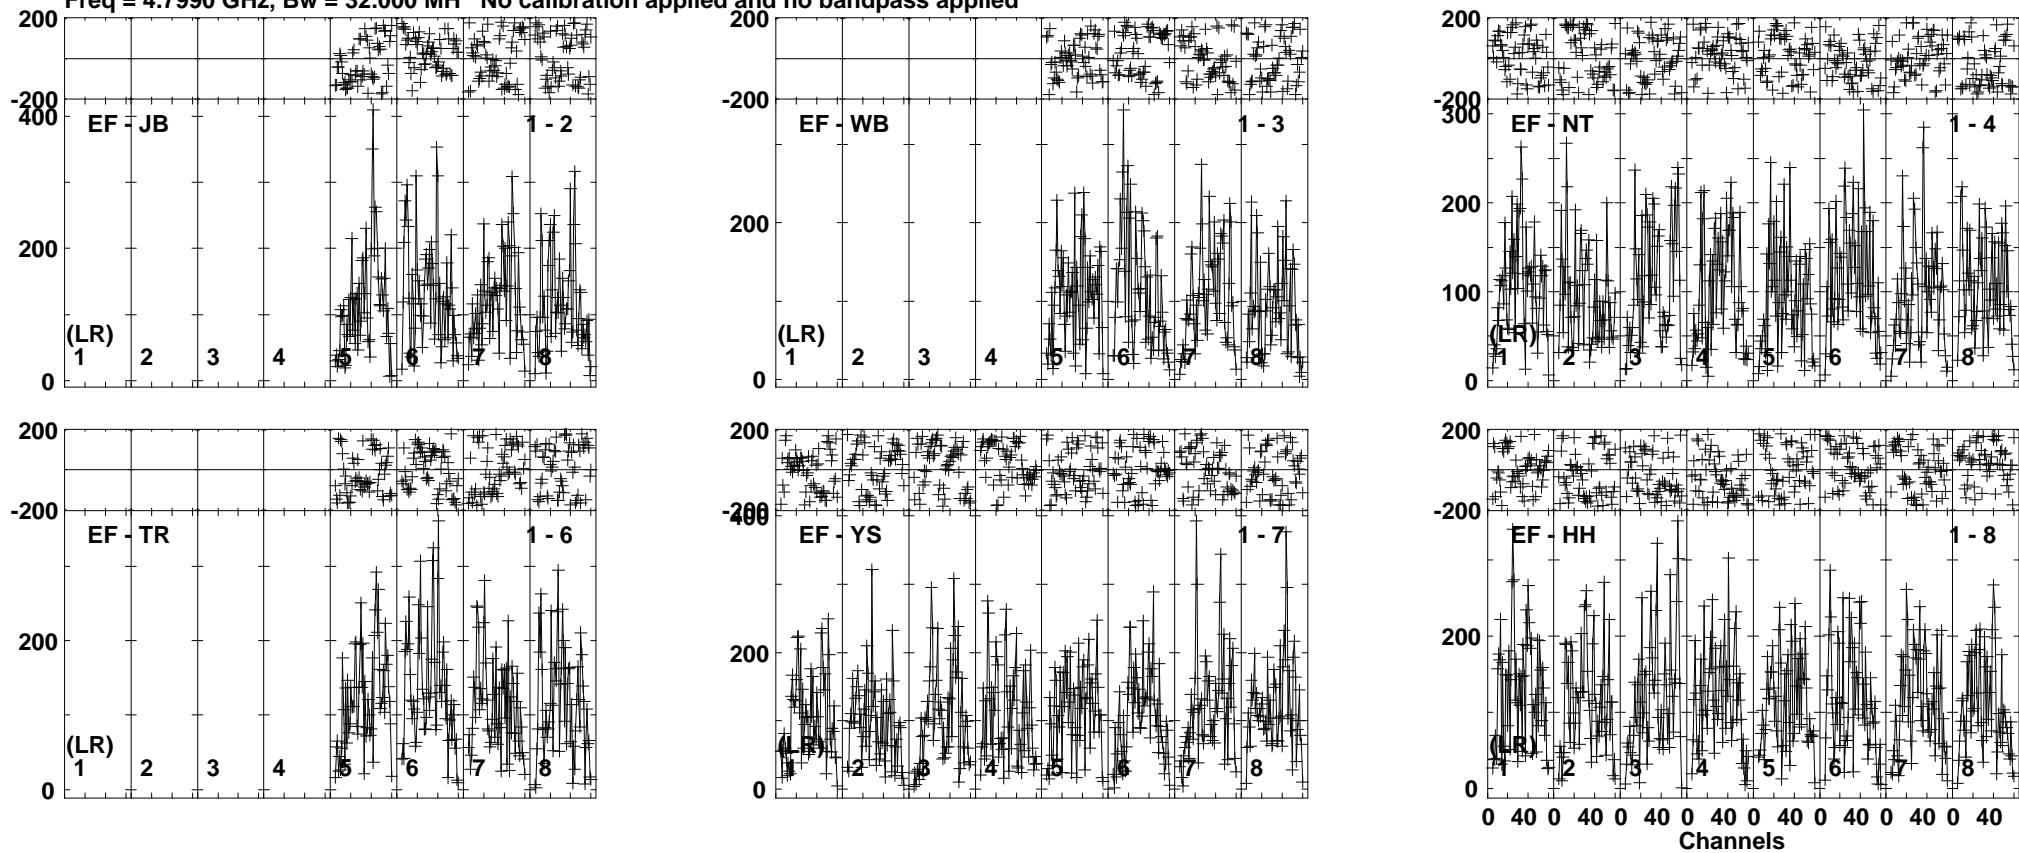 Freq = 4.7990 GHz, Bw = 32.000 MH No calibration applied and no bandpass applied
200 200 200
-200 -200 -200
400 EF - JB 1 - 2 EF - WB 1 - 3 300 EF - NT 1 - 4
200 200 200
100
(LR) (LR) (LR)
1 2 3 4 5 6 7 8 1 2 3 4 5 6 7 8 1 2 3 4 5 6 7 8
0 0 0
200 200 200
-200 -200 -200
EF - TR 1 - 6 400 EF - YS 1 - 7 EF - HH 1 - 8
200 200 200
(LR) (LR) (LR)
1 2 3 4 5 6 7 8 1 2 3 4 5 6 7 8 1 2 3 4 5 6 7 8
0 0 0
0 40 0 40 0 40 0 40 0 40 0 40 0 40 0 40
Channels